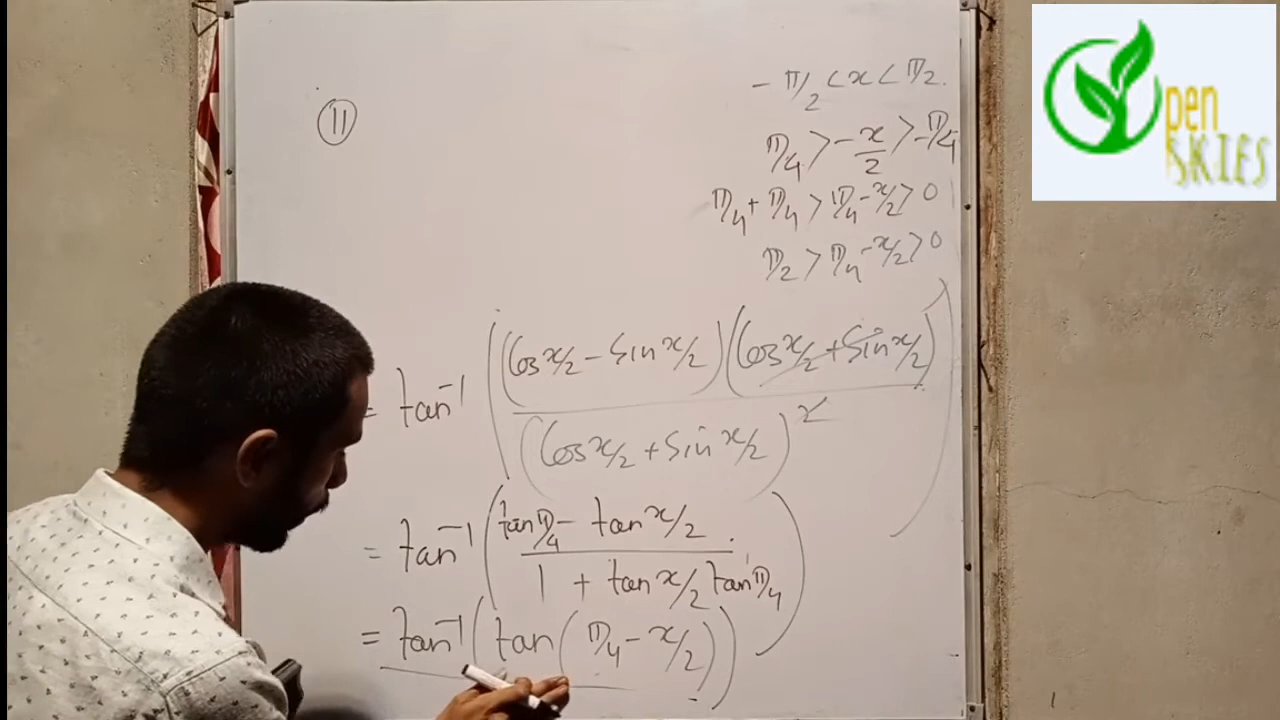 Open
SKIES
11
- π/2 < x < π/2.
π/4 > - x/2 > - π/4
π/4 + π/4 > π/4 - x/2 > 0
π/2 > π/4 - x/2 > 0
= tan⁻¹ ( (Cos x/2 - Sin x/2) (Cos x/2 + Sin x/2) / (Cos x/2 + Sin x/2)² )
= tan⁻¹ ( tan π/4 - tan x/2 / 1 + tan x/2 tan π/4 )
= tan⁻¹ ( tan ( π/4 - x/2 ) )